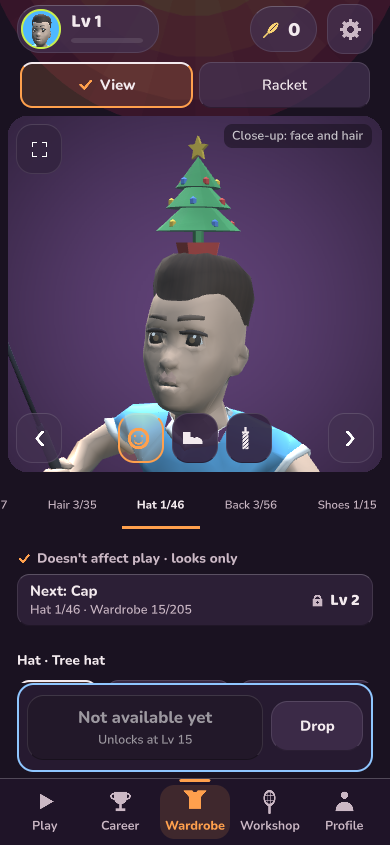 Lv 1
0
View
Racket
Close-up: face and hair
7
Hair 3/35
Hat 1/46
Back 3/56
Shoes 1/15
Doesn't affect play · looks only
Next: Cap
Hat 1/46 · Wardrobe 15/205
Lv 2
Hat · Tree hat
Not available yet
Unlocks at Lv 15
Drop
Play
Career
Wardrobe
Workshop
Profile